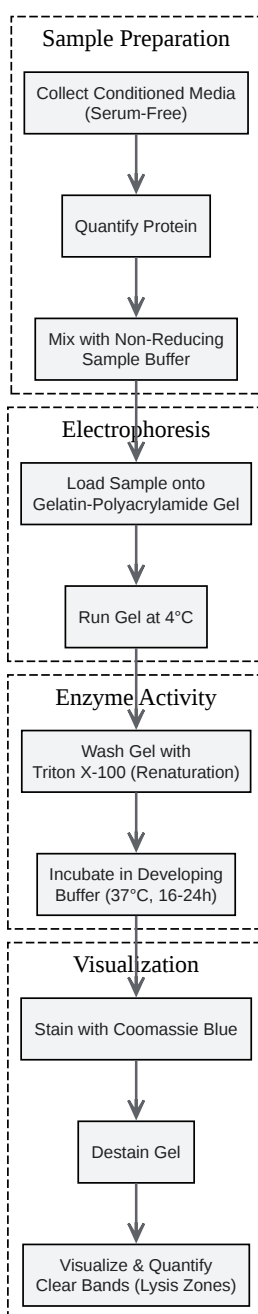 Sample Preparation
Collect Conditioned Media
(Serum-Free)
Quantify Protein
Mix with Non-Reducing
Sample Buffer
Electrophoresis
Load Sample onto
Gelatin-Polyacrylamide Gel
Run Gel at 4°C
Enzyme Activity
Wash Gel with
Triton X-100 (Renaturation)
Incubate in Developing
Buffer (37°C, 16-24h)
Visualization
Stain with Coomassie Blue
Destain Gel
Visualize & Quantify
Clear Bands (Lysis Zones)